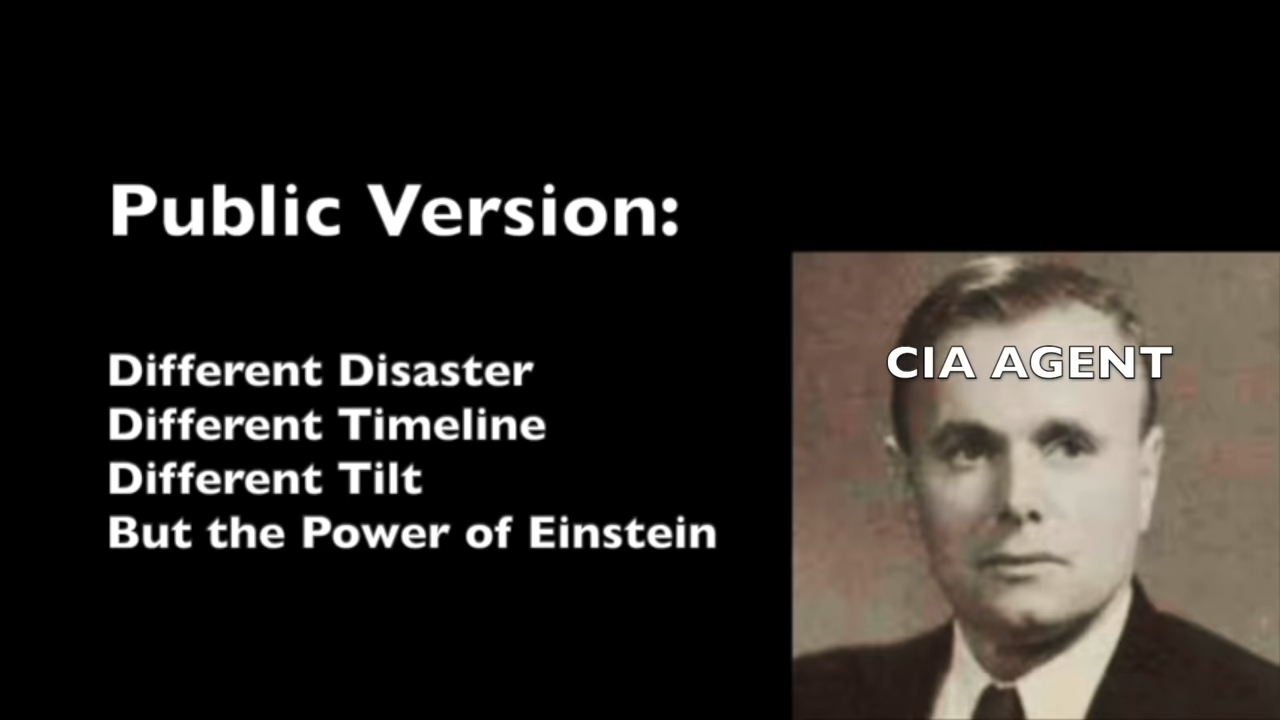 Public Version:
CIA AGENT
Different Disaster
Different Timeline
Different Tilt
But the Power of Einstein